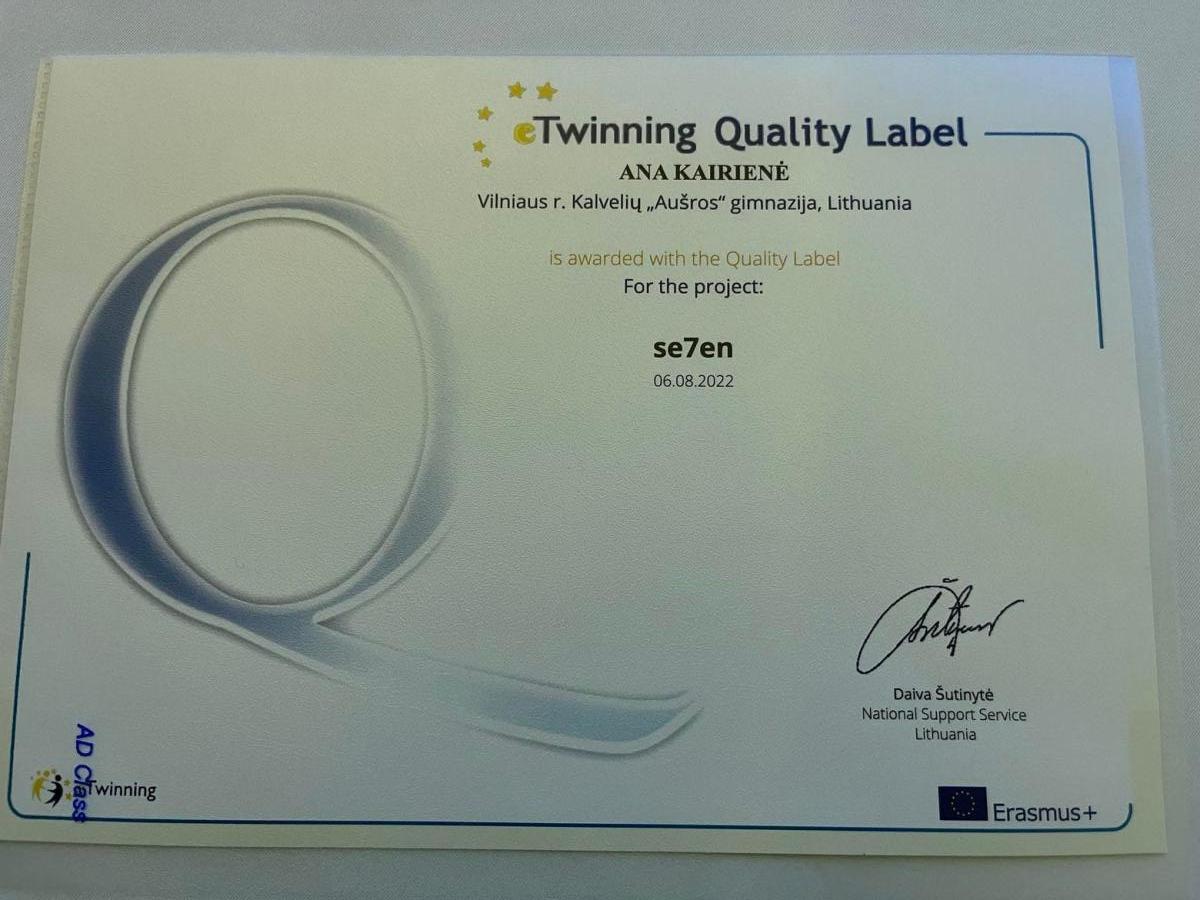 eTwinning Quality Label
ANA KAIRIENĖ
Vilniaus r. Kalvelių „Aušros“ gimnazija, Lithuania
is awarded with the Quality Label
For the project:
se7en
06.08.2022
Daiva Šutinytė
National Support Service
Lithuania
AD Class
Twinning
Erasmus+